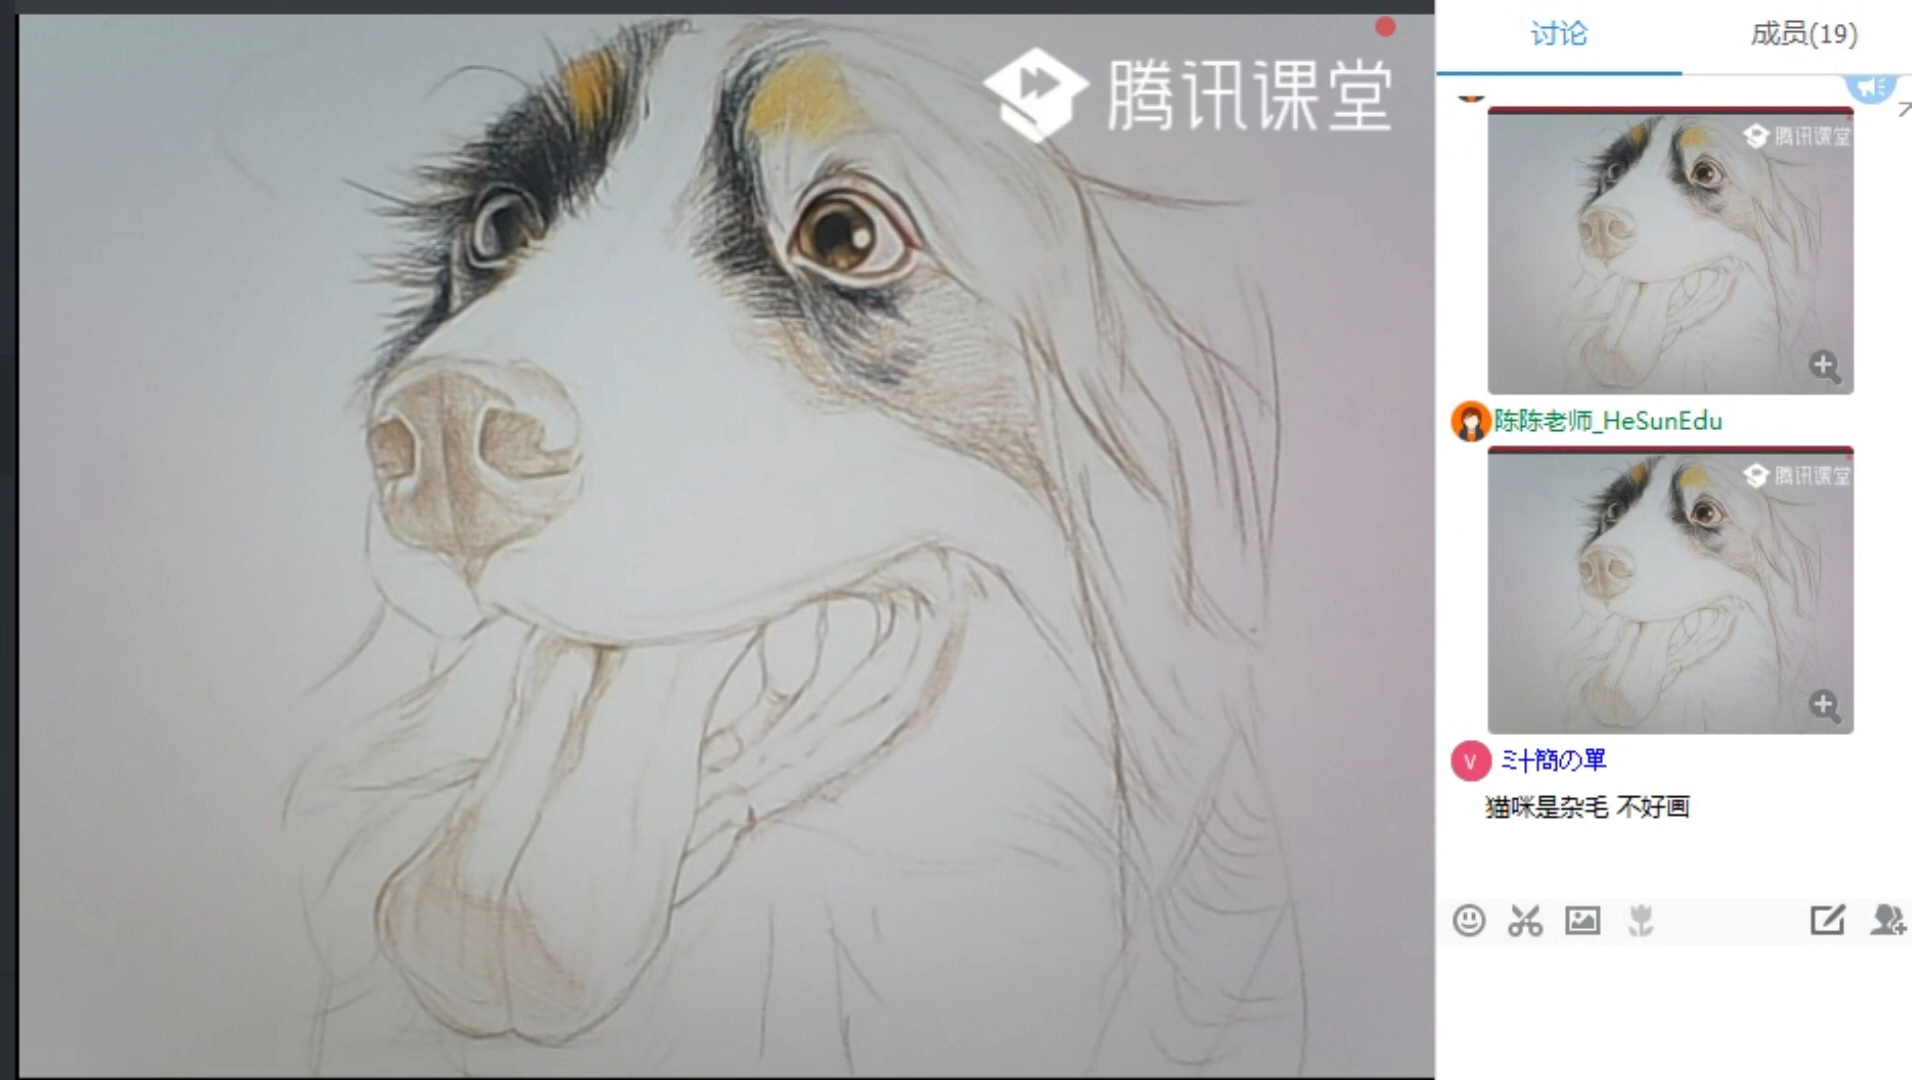 腾讯课堂
讨论
成员(19)
腾讯课堂
陈陈老师_HeSunEdu
腾讯课堂
V
ミ十簡の單
猫咪是杂毛 不好画